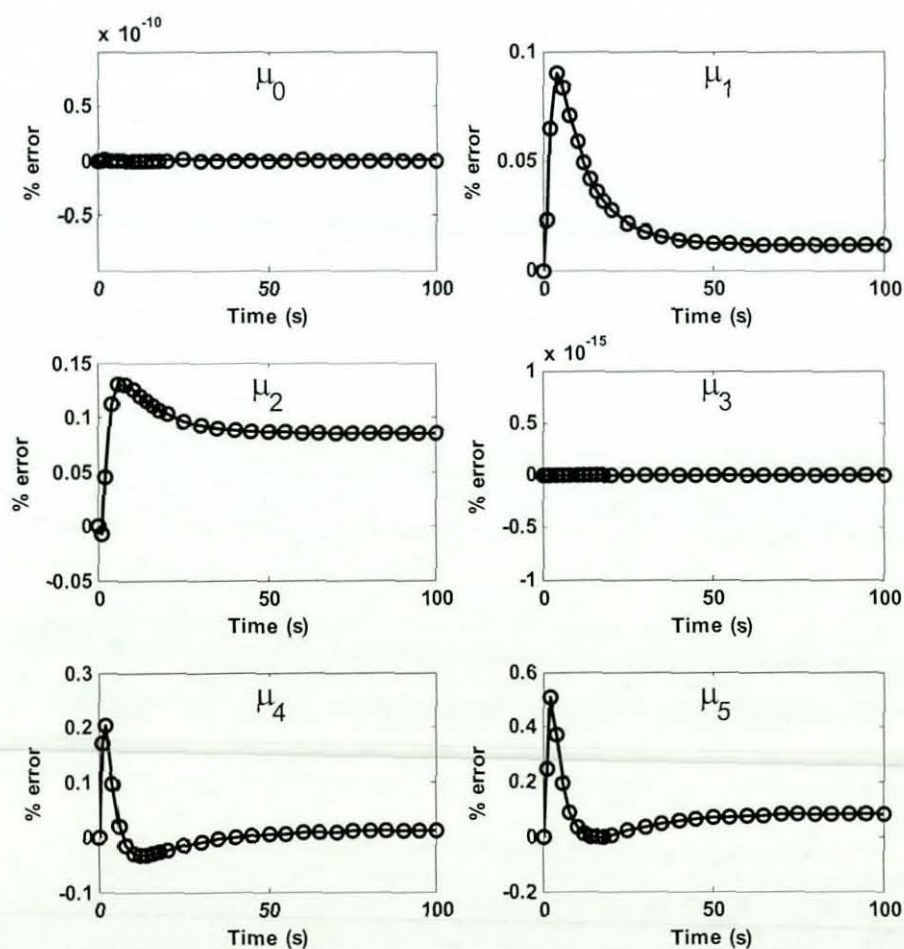 x 10⁻¹⁰
μ₀
% error
0.5
0
-0.5
0 50 100
Time (s)
μ₁
% error
0.1
0.05
0
0 50 100
Time (s)
μ₂
% error
0.15
0.1
0.05
0
-0.05
0 50 100
Time (s)
x 10⁻¹⁵
μ₃
% error
1
0.5
0
-0.5
-1
0 50 100
Time (s)
μ₄
% error
0.3
0.2
0.1
0
-0.1
0 50 100
Time (s)
μ₅
% error
0.6
0.4
0.2
0
-0.2
0 50 100
Time (s)